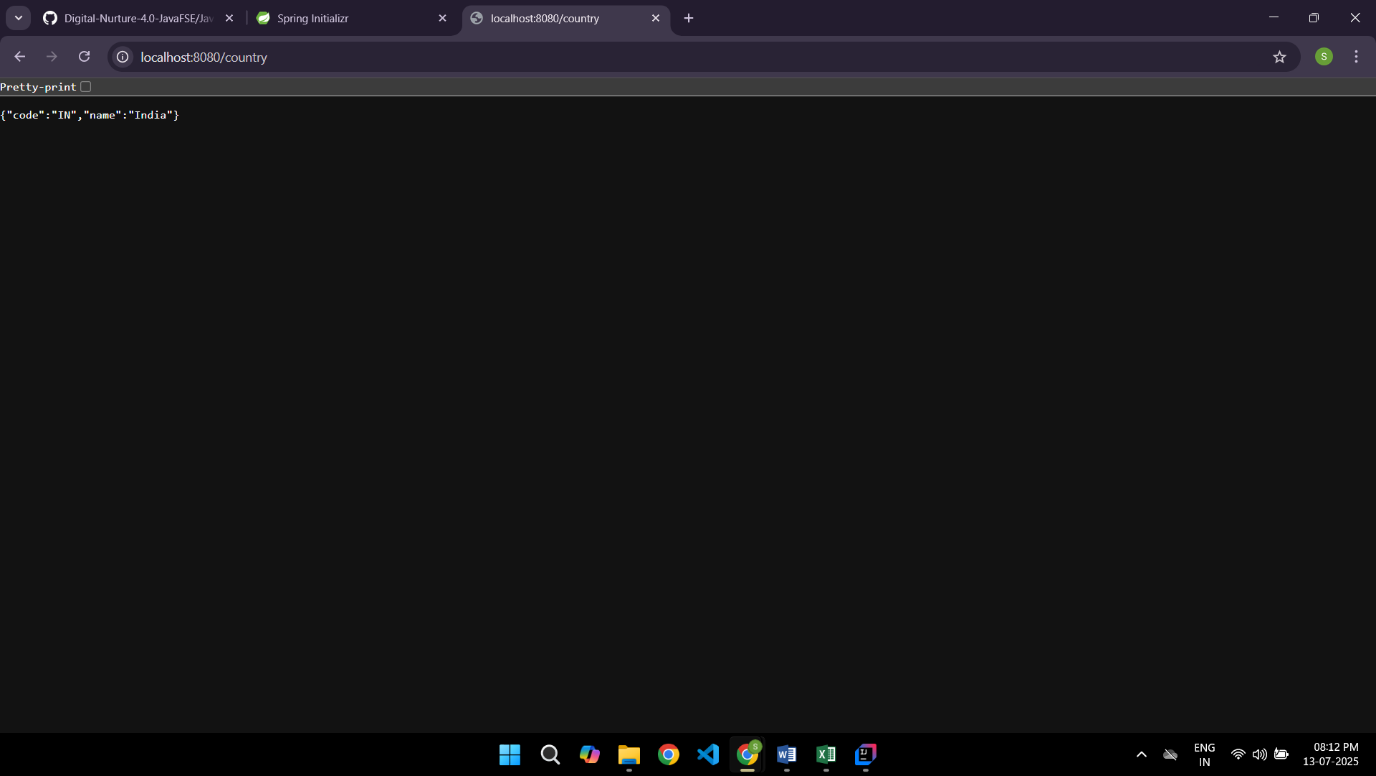 Digital-Nurture-4.0-JavaFSE/Jav
Spring Initializr
localhost:8080/country
localhost:8080/country
S
Pretty-print
{"code":"IN","name":"India"}
S
ENG
IN
08:12 PM
13-07-2025